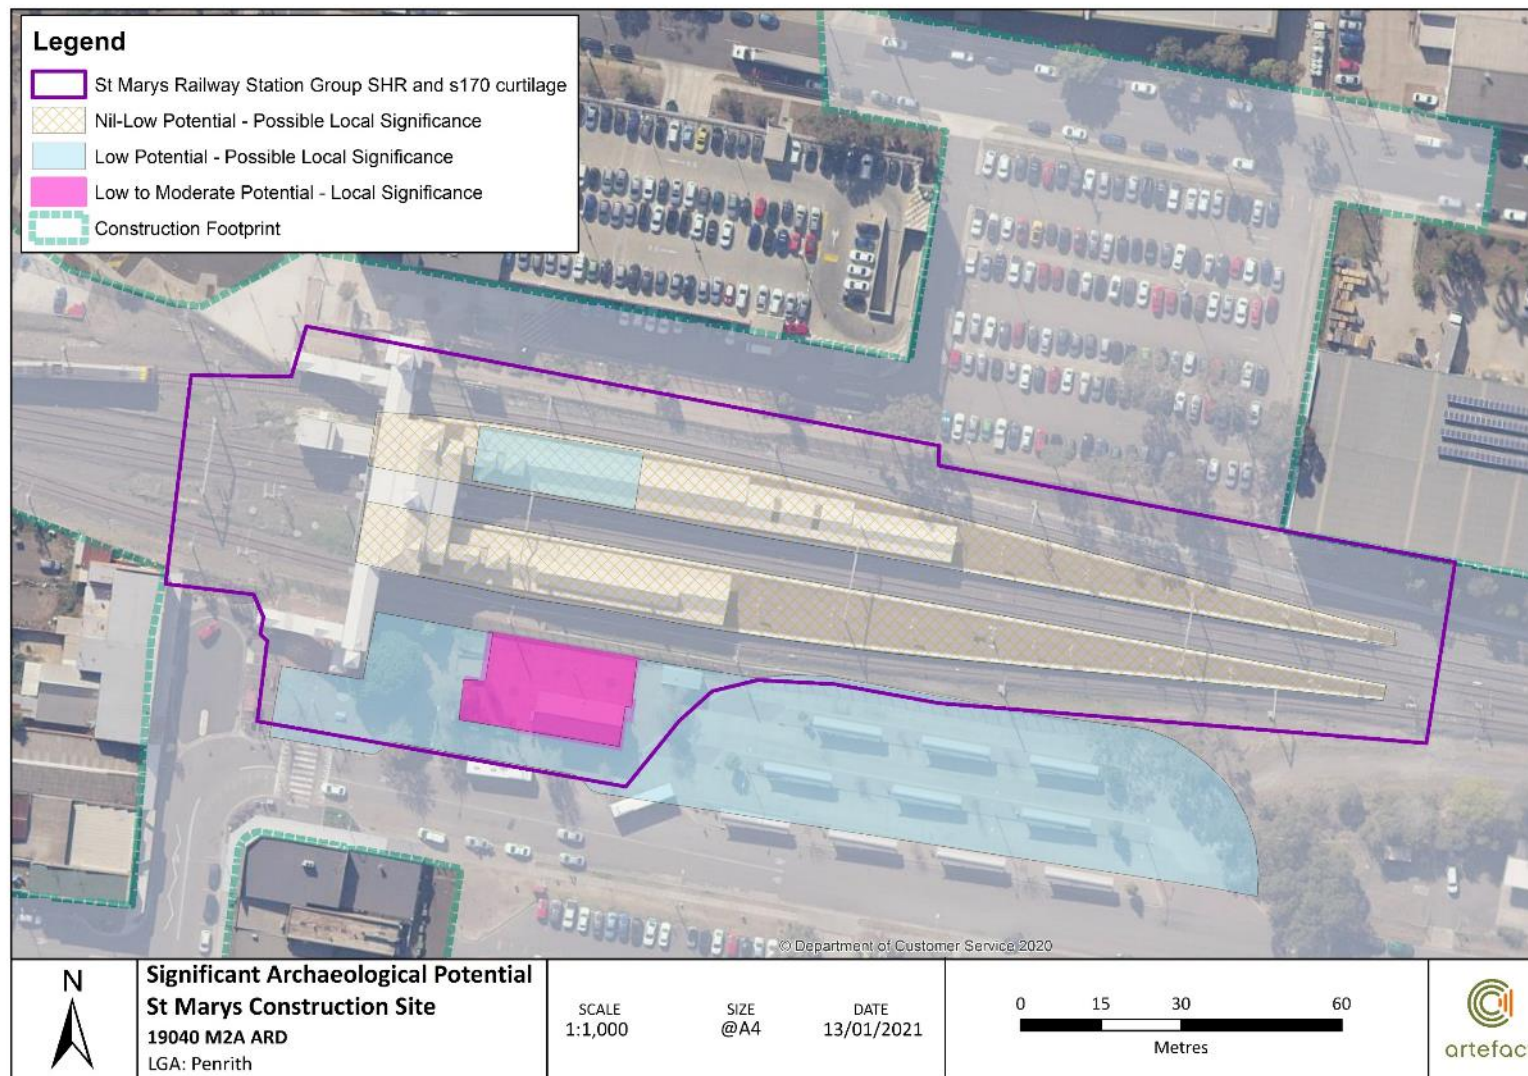 Legend
St Marys Railway Station Group SHR and s170 curtilage
Nil-Low Potential - Possible Local Significance
Low Potential - Possible Local Significance
Low to Moderate Potential - Local Significance
Construction Footprint
© Department of Customer Service 2020
N
Significant Archaeological Potential
St Marys Construction Site
19040 M2A ARD
LGA: Penrith
SCALE
1:1,000
SIZE
@A4
DATE
13/01/2021
0 15 30 60
Metres
artefac